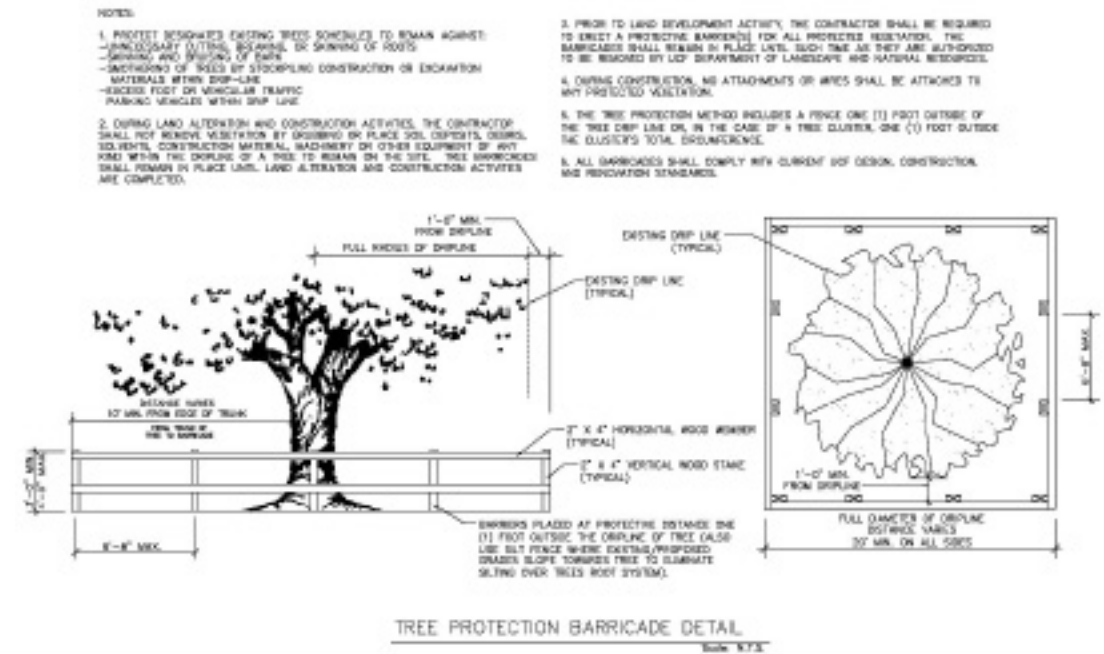 NOTES:
1. PROTECT DESIGNATED EXISTING TREES SCHEDULED TO REMAIN AGAINST:
-UNNECESSARY CUTTING, BREAKING OR SKINNING OF ROOTS
-SKINNING AND BRUISING OF BARK
-SMOTHERING OF TREES BY STOCKPILING CONSTRUCTION OR EXCAVATION
MATERIALS WITHIN DRIP-LINE
-EXCESS FOOT OR VEHICULAR TRAFFIC
PARKING VEHICLES WITHIN DRIP LINE
2. DURING LAND ALTERATION AND CONSTRUCTION ACTIVITIES, THE CONTRACTOR
SHALL NOT REMOVE VEGETATION BY GRUBBING OR PLACE SOIL DEPOSITS, DEBRIS,
SOLVENTS, CONSTRUCTION MATERIAL, MACHINERY OR OTHER EQUIPMENT OF ANY
KIND WITHIN THE DRIPLINE OF A TREE TO REMAIN ON THE SITE. TREE BARRICADES
SHALL REMAIN IN PLACE UNTIL LAND ALTERATION AND CONSTRUCTION ACTIVITIES
ARE COMPLETED.
3. PRIOR TO LAND DEVELOPMENT ACTIVITY, THE CONTRACTOR SHALL BE REQUIRED
TO ERECT A PROTECTIVE BARRIER(S) FOR ALL PROTECTED VEGETATION. THE
BARRICADES SHALL REMAIN IN PLACE UNTIL SUCH TIME AS THEY ARE AUTHORIZED
TO BE REMOVED BY UCF DEPARTMENT OF LANDSCAPE AND NATURAL RESOURCES.
4. DURING CONSTRUCTION, NO ATTACHMENTS OR WIRES SHALL BE ATTACHED TO
ANY PROTECTED VEGETATION.
5. THE TREE PROTECTION METHOD INCLUDES A FENCE ONE (1) FOOT OUTSIDE OF
THE TREE DRIP LINE OR, IN THE CASE OF A TREE CLUSTER, ONE (1) FOOT OUTSIDE
THE CLUSTER'S TOTAL CIRCUMFERENCE.
6. ALL BARRICADES SHALL COMPLY WITH CURRENT UCF DESIGN, CONSTRUCTION,
AND RENOVATION STANDARDS.
1'-0" MIN.
FROM DRIPLINE
FULL RADIUS OF DRIPLINE
EXISTING DRIP LINE
(TYPICAL)
DISTANCE VARIES
10' MIN. FROM EDGE OF TRUNK
2" X 4" HORIZONTAL WOOD MEMBER
(TYPICAL)
2" X 4" VERTICAL WOOD STAKE
(TYPICAL)
BARRIERS PLACED AT PROTECTIVE DISTANCE ONE
(1) FOOT OUTSIDE THE DRIPLINE OF TREE (ALSO
USE SILT FENCE WHERE EXISTING/PROPOSED
GRADES SLOPE TOWARDS TREE TO ELIMINATE
SILTING OVER TREES ROOT SYSTEM).
MAX.
EXISTING DRIP LINE
(TYPICAL)
MAX
1'-0" MIN.
FROM DRIPLINE
FULL DIAMETER OF DRIPLINE
DISTANCE VARIES
20' MIN. ON ALL SIDES
TREE PROTECTION BARRICADE DETAIL
Scale: N.T.S.